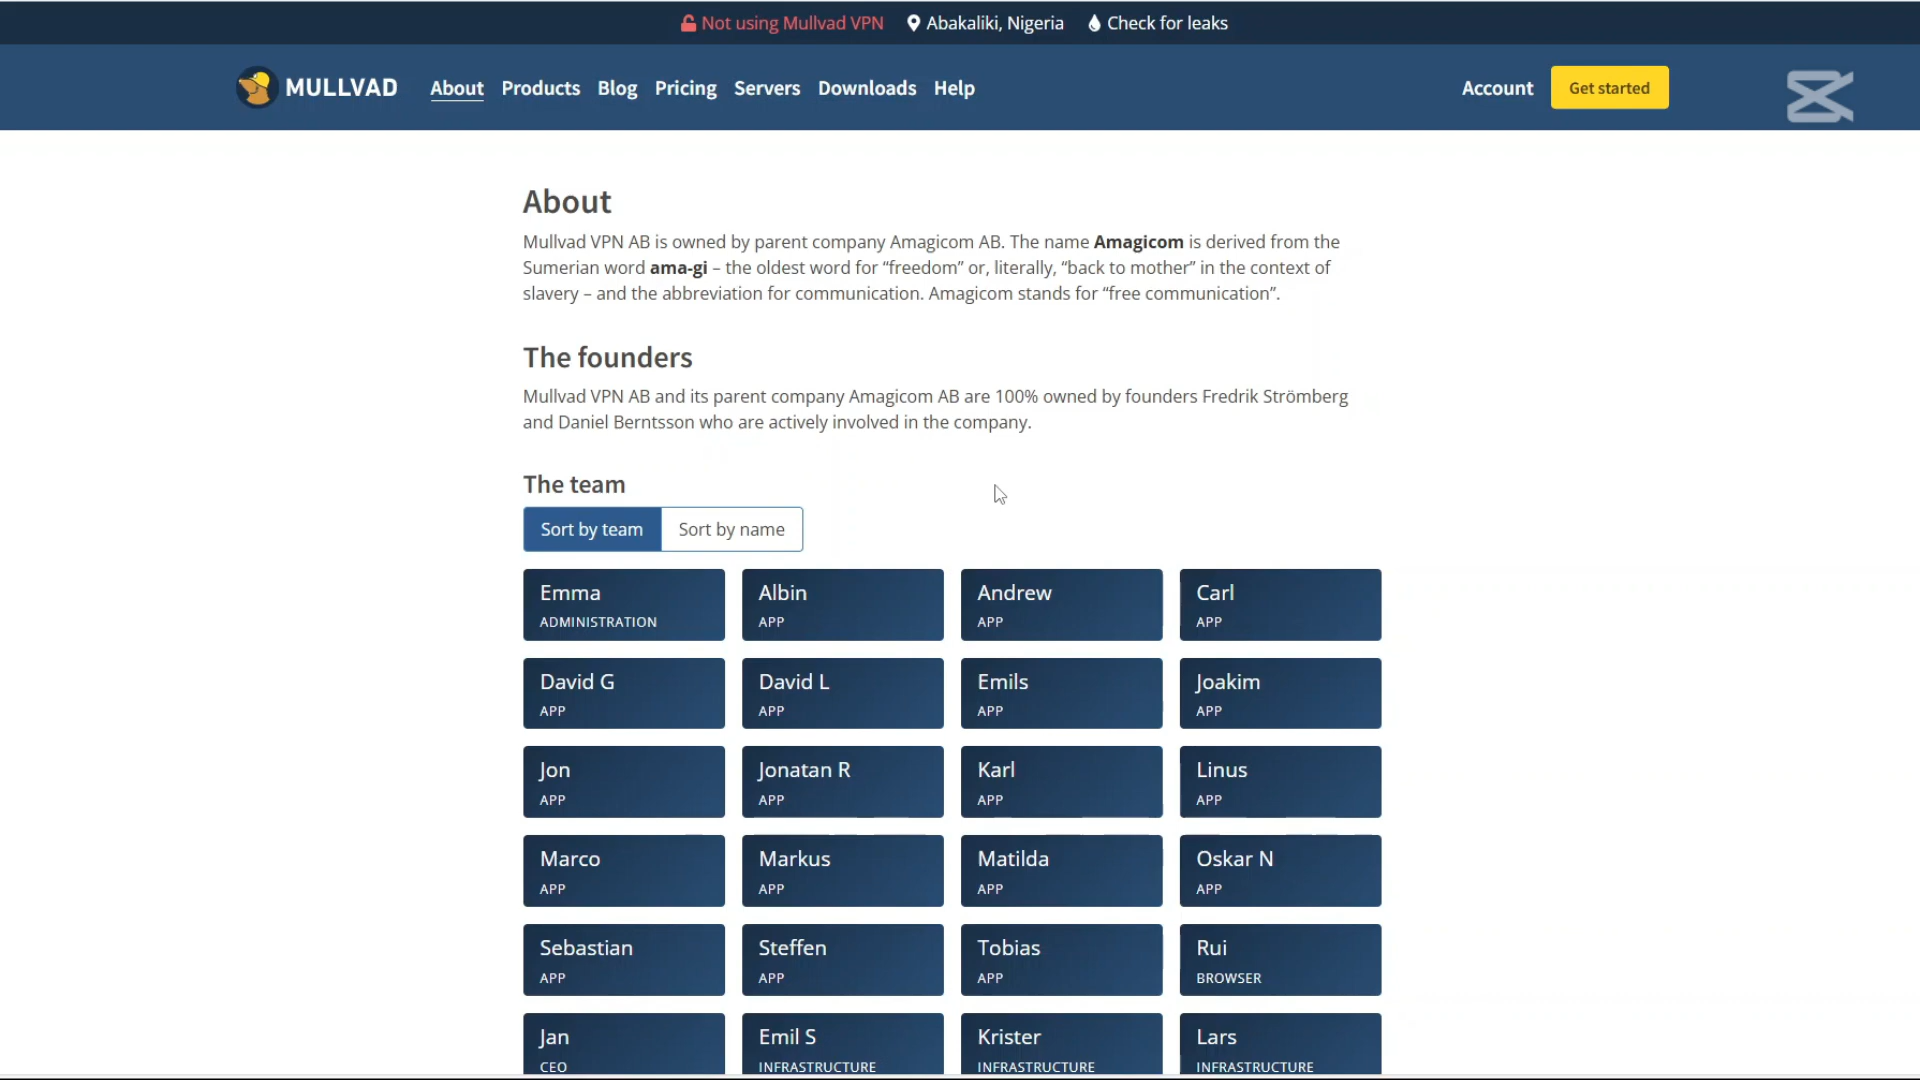 Not using Mullvad VPN Abakaliki, Nigeria Check for leaks
MULLVAD About Products Blog Pricing Servers Downloads Help Account Get started
About
Mullvad VPN AB is owned by parent company Amagicom AB. The name Amagicom is derived from the
Sumerian word ama-gi – the oldest word for “freedom” or, literally, “back to mother” in the context of
slavery – and the abbreviation for communication. Amagicom stands for “free communication”.
The founders
Mullvad VPN AB and its parent company Amagicom AB are 100% owned by founders Fredrik Strömberg
and Daniel Berntsson who are actively involved in the company.
The team
Sort by team Sort by name
Emma Albin Andrew Carl
ADMINISTRATION APP APP APP
David G David L Emils Joakim
APP APP APP APP
Jon Jonatan R Karl Linus
APP APP APP APP
Marco Markus Matilda Oskar N
APP APP APP APP
Sebastian Steffen Tobias Rui
APP APP APP BROWSER
Jan Emil S Krister Lars
CEO INFRASTRUCTURE INFRASTRUCTURE INFRASTRUCTURE